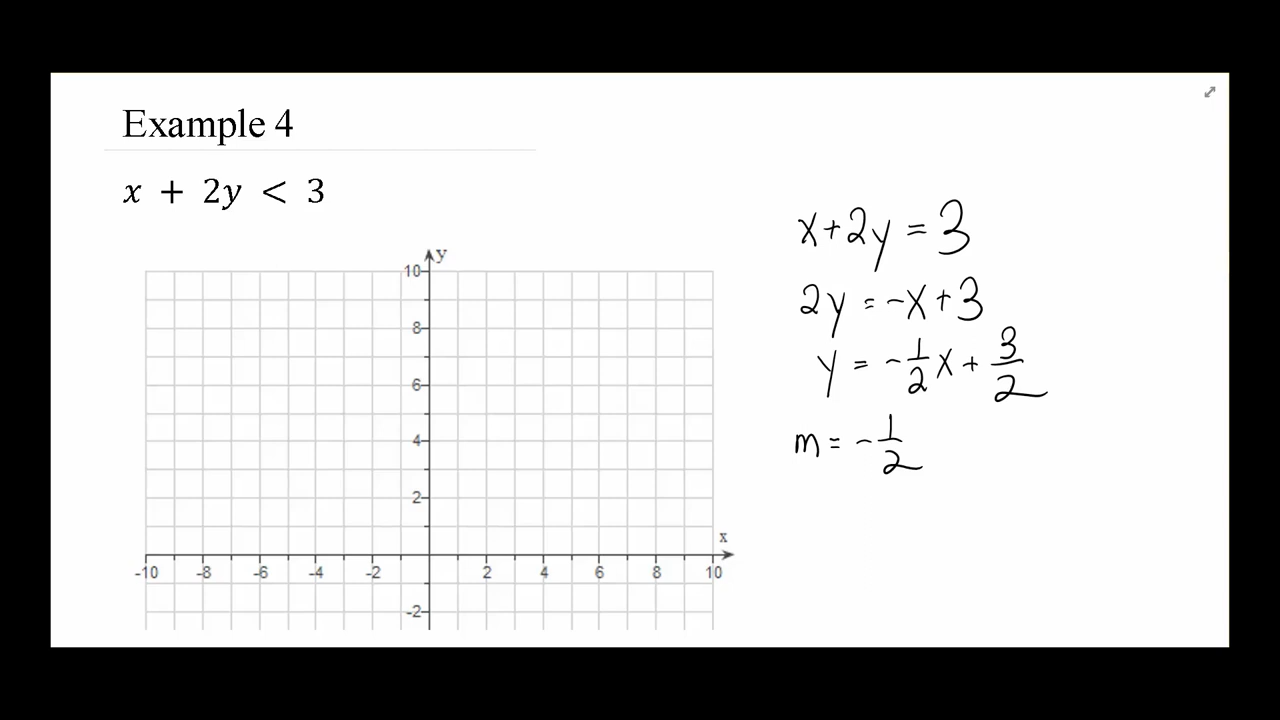 Example 4
x + 2y < 3
x+2y = 3
2y = -x+3
y = -1/2x + 3/2
m = -1/2
y
10
8
6
4
2
x
-10 -8 -6 -4 -2 2 4 6 8 10
-2